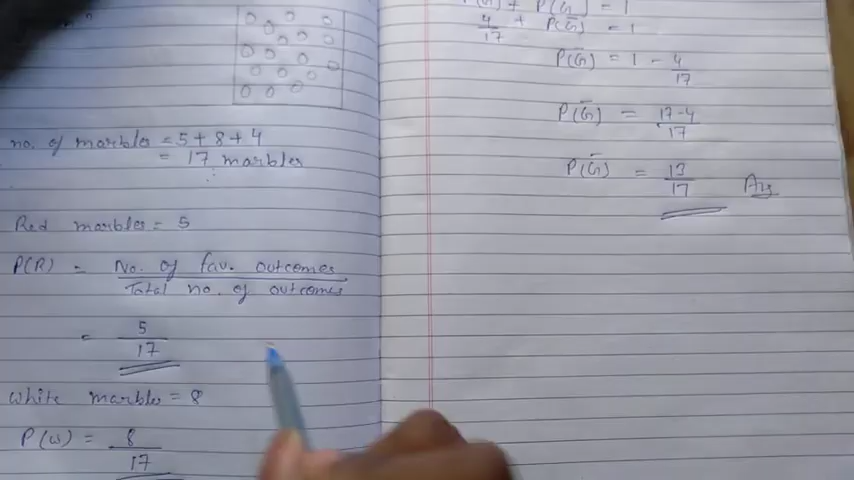 no. of marbles = 5 + 8 + 4
= 17 marbles
Red marbles = 5
P(R) = No. of fav. outcomes
Total no. of outcomes
= 5
17
White marbles = 8
P(W) = 8
17
4
17 + P(G̅) = 1
P(G̅) = 1 - 4
17
P(G̅) = 17-4
17
P(G̅) = 13
17 Ans